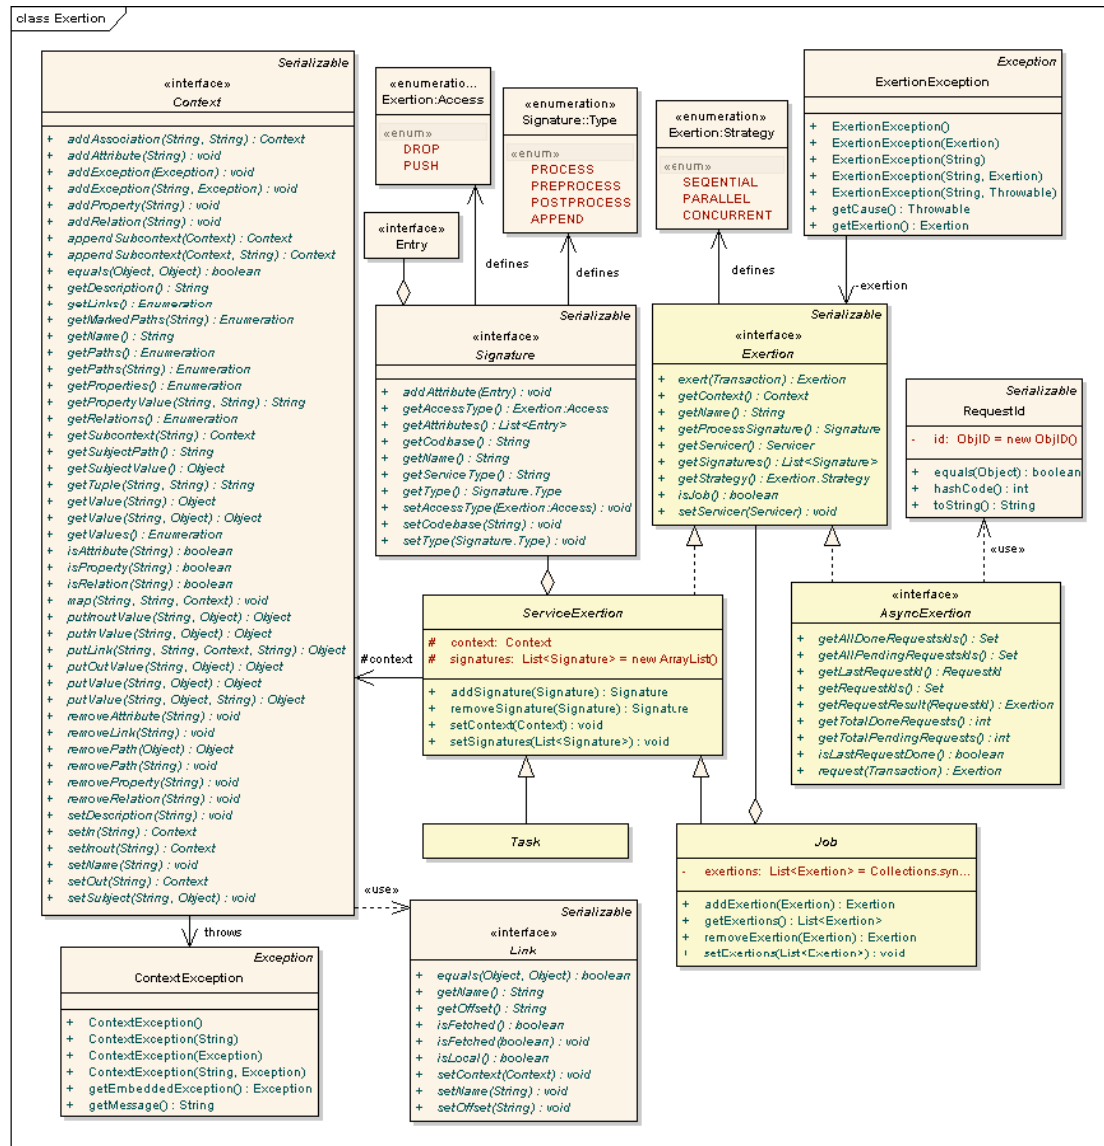 class Exertion
Serializable
«interface»
Context
+ addAssociation(String, String) : Context
+ addAttribute(String) : void
+ addException(Exception) : void
+ addException(String, Exception) : void
+ addProperty(String) : void
+ addRelation(String) : void
+ appendSubcontext(Context) : Context
+ appendSubcontext(Context, String) : Context
+ equals(Object, Object) : boolean
+ getDescription() : String
+ getLinks() : Enumeration
+ getMarkedPaths(String) : Enumeration
+ getName() : String
+ getPaths() : Enumeration
+ getPaths(String) : Enumeration
+ getProperties() : Enumeration
+ getPropertyValue(String, String) : String
+ getRelations() : Enumeration
+ getSubcontext(String) : Context
+ getSubjectPath() : String
+ getSubjectValue() : Object
+ getTuple(String, String) : String
+ getValue(String) : Object
+ getValue(String, Object) : Object
+ getValues() : Enumeration
+ isAttribute(String) : boolean
+ isProperty(String) : boolean
+ isRelation(String) : boolean
+ map(String, String, Context) : void
+ putInoutValue(String, Object) : Object
+ putInValue(String, Object) : Object
+ putLink(String, String, Context, String) : Object
+ putOutValue(String, Object) : Object
+ putValue(String, Object) : Object
+ putValue(String, Object, String) : Object
+ removeAttribute(String) : void
+ removeLink(String) : void
+ removePath(Object) : Object
+ removePath(String) : void
+ removeProperty(String) : void
+ removeRelation(String) : void
+ setDescription(String) : void
+ setIn(String) : Context
+ setInout(String) : Context
+ setName(String) : void
+ setOut(String) : Context
+ setSubject(String, Object) : void
«enumeratio...
Exertion:Access
«enum»
DROP
PUSH
«enumeration»
Signature::Type
«enum»
PROCESS
PREPROCESS
POSTPROCESS
APPEND
«enumeration»
Exertion:Strategy
«enum»
SEQENTIAL
PARALLEL
CONCURRENT
Exception
ExertionException
+ ExertionException()
+ ExertionException(Exertion)
+ ExertionException(String)
+ ExertionException(String, Exertion)
+ ExertionException(String, Throwable)
+ getCause() : Throwable
+ getExertion() : Exertion
«interface»
Entry
defines
defines
defines
-exertion
Serializable
«interface»
Signature
+ addAttribute(Entry) : void
+ getAccessType() : Exertion:Access
+ getAttributes() : List<Entry>
+ getCodbase() : String
+ getName() : String
+ getServiceType() : String
+ getType() : Signature.Type
+ setAccessType(Exertion:Access) : void
+ setCodbase(String) : void
+ setType(Signature.Type) : void
Serializable
«interface»
Exertion
+ exert(Transaction) : Exertion
+ getContext() : Context
+ getName() : String
+ getProcessSignature() : Signature
+ getServicer() : Servicer
+ getSignatures() : List<Signature>
+ getStrategy() : Exertion.Strategy
+ isJob() : boolean
+ setServicer(Servicer) : void
Serializable
RequestId
- id: ObjID = new ObjID()
+ equals(Object) : boolean
+ hashCode() : int
+ toString() : String
«use»
ServiceExertion
# context: Context
# signatures: List<Signature> = new ArrayList()
+ addSignature(Signature) : Signature
+ removeSignature(Signature) : Signature
+ setContext(Context) : void
+ setSignatures(List<Signature>) : void
#context
«interface»
AsyncExertion
+ getAllDoneRequestsIds() : Set
+ getAllPendingRequestsIds() : Set
+ getLastRequestId() : RequestId
+ getRequestIds() : Set
+ getRequestResult(RequestId) : Exertion
+ getTotalDoneRequests() : int
+ getTotalPendingRequests() : int
+ isLastRequestDone() : boolean
+ request(Transaction) : Exertion
Task
Job
- exertions: List<Exertion> = Collections.syn...
+ addExertion(Exertion) : Exertion
+ getExertions() : List<Exertion>
+ removeExertion(Exertion) : Exertion
+ setExertions(List<Exertion>) : void
«use»
throws
Exception
ContextException
+ ContextException()
+ ContextException(String)
+ ContextException(Exception)
+ ContextException(String, Exception)
+ getEmbeddedException() : Exception
+ getMessage() : String
Serializable
«interface»
Link
+ equals(Object, Object) : boolean
+ getName() : String
+ getOffset() : String
+ isFetched() : boolean
+ isFetched(boolean) : void
+ isLocal() : boolean
+ setContext(Context) : void
+ setName(String) : void
+ setOffset(String) : void